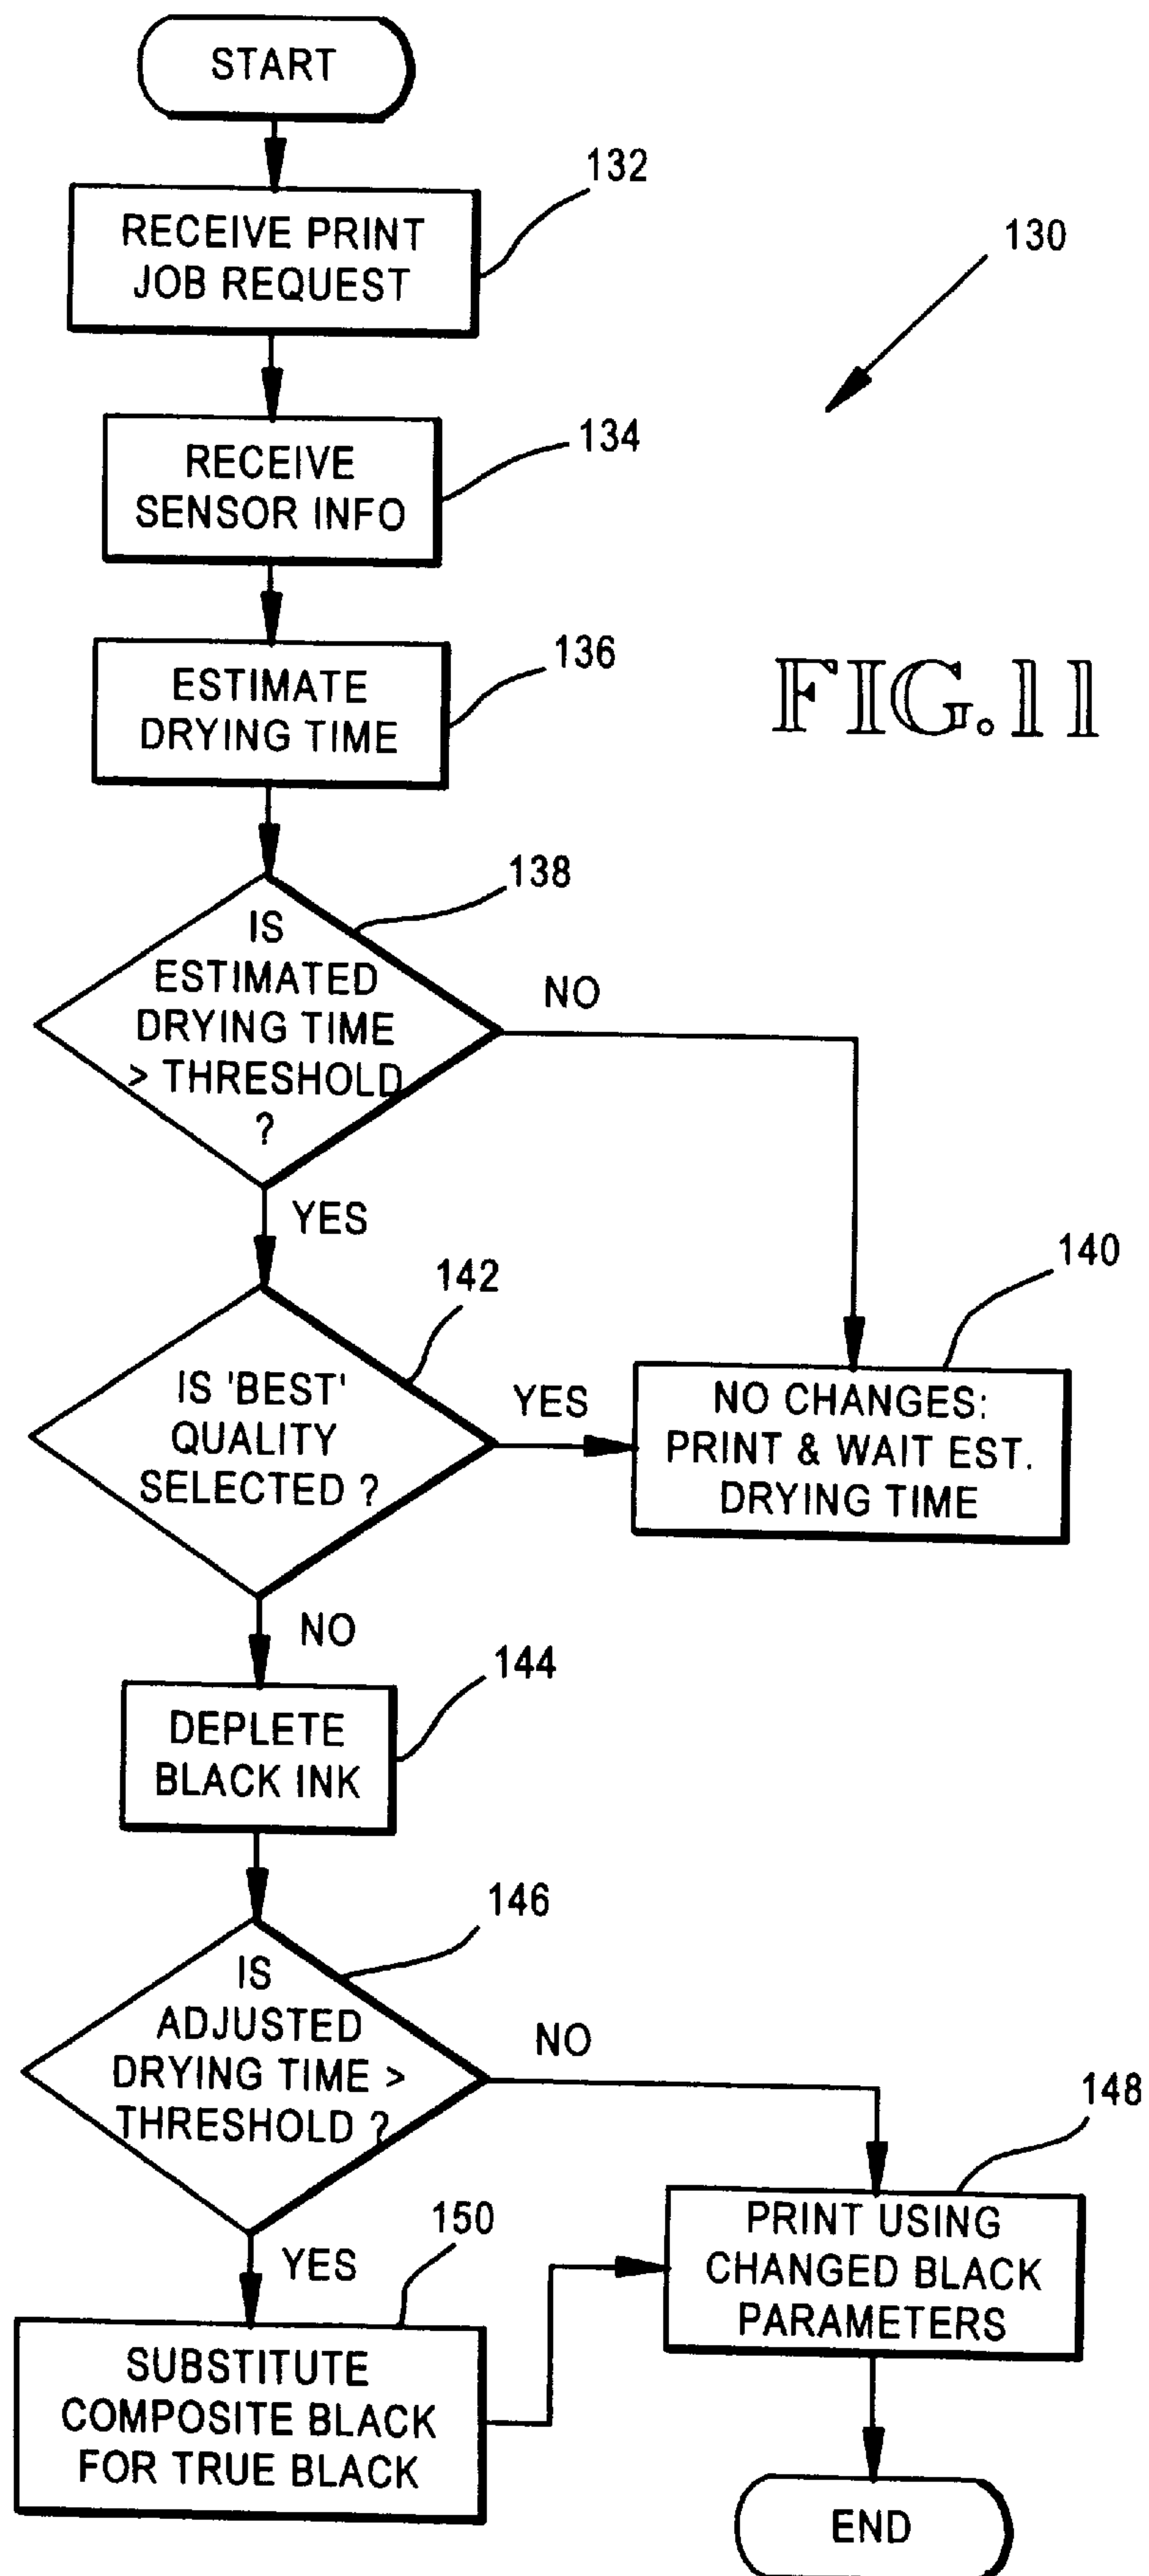 START
132
RECEIVE PRINT
JOB REQUEST
130
134
RECEIVE
SENSOR INFO
136
ESTIMATE
DRYING TIME
FIG.11
138
IS
ESTIMATED
DRYING TIME
> THRESHOLD
?
NO
YES
142
IS 'BEST'
QUALITY
SELECTED ?
YES
140
NO CHANGES:
PRINT & WAIT EST.
DRYING TIME
NO
144
DEPLETE
BLACK INK
146
IS
ADJUSTED
DRYING TIME >
THRESHOLD ?
NO
YES
148
PRINT USING
CHANGED BLACK
PARAMETERS
150
SUBSTITUTE
COMPOSITE BLACK
FOR TRUE BLACK
END